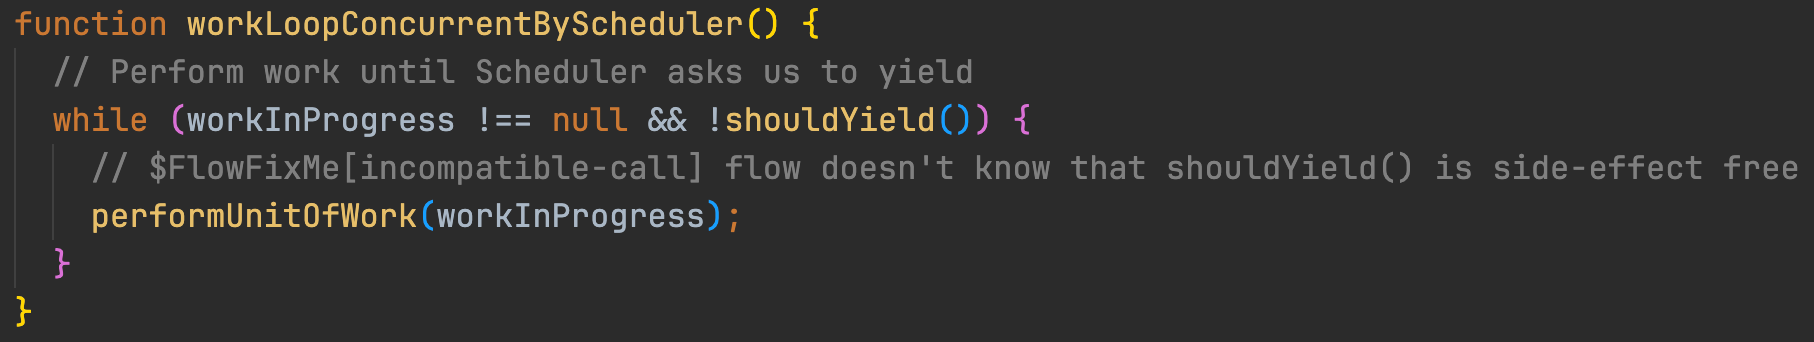 function workLoopConcurrentByScheduler() {
  // Perform work until Scheduler asks us to yield
  while (workInProgress !== null && !shouldYield()) {
    // $FlowFixMe[incompatible-call] flow doesn't know that shouldYield() is side-effect free
    performUnitOfWork(workInProgress);
  }
}